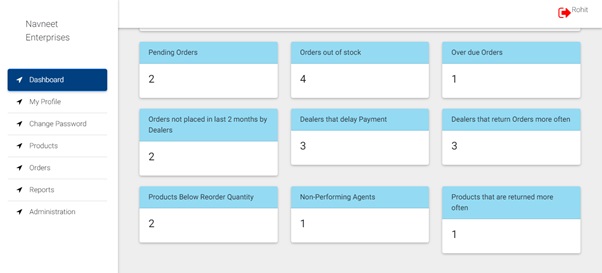 Navneet
Enterprises
Rohit
Dashboard
My Profile
Change Password
Products
Orders
Reports
Administration
Pending Orders
2
Orders out of stock
4
Over due Orders
1
Orders not placed in last 2 months by
Dealers
2
Dealers that delay Payment
3
Dealers that return Orders more often
3
Products Below Reorder Quantity
2
Non-Performing Agents
1
Products that are returned more
often
1